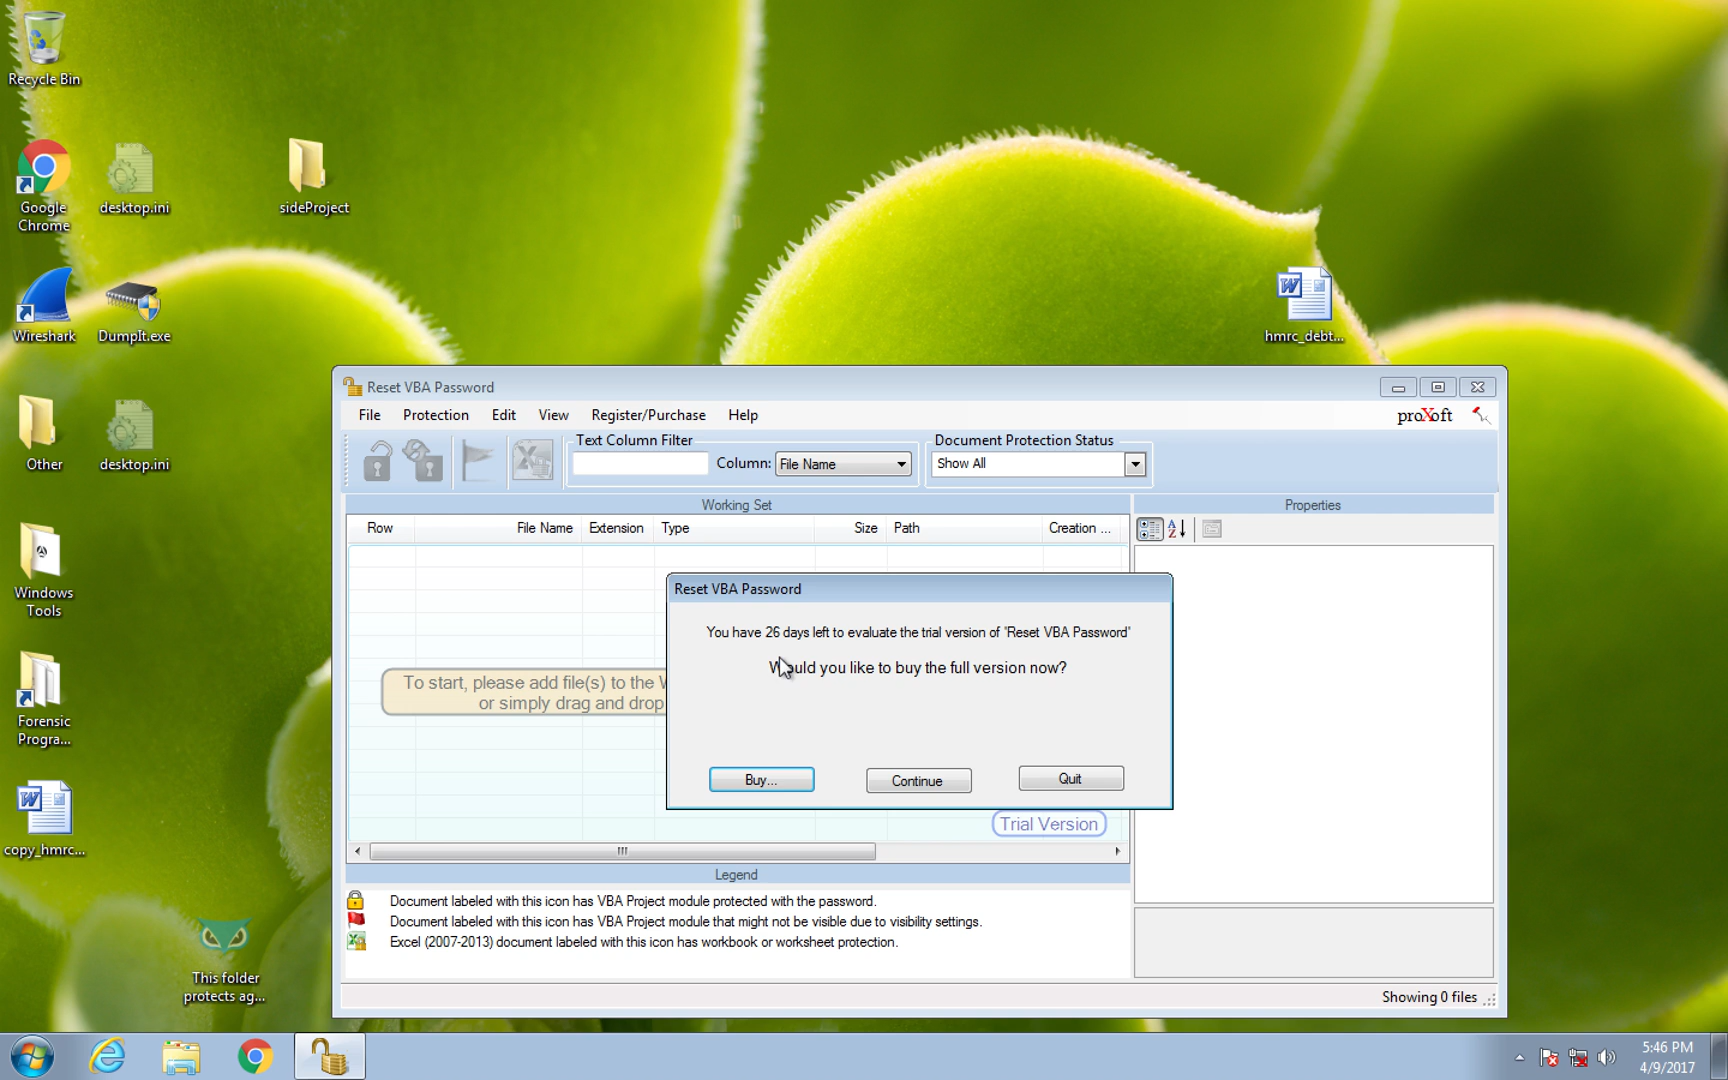 Recycle Bin
Google
Chrome
desktop.ini
sideProject
Wireshark
DumpIt.exe
hmrc_debt...
Other
desktop.ini
Windows
Tools
Forensic
Progra...
copy_hmrc...
This folder
protects ag...
Reset VBA Password
File Protection Edit View Register/Purchase Help
proXoft
Text Column Filter
Column: File Name
Document Protection Status
Show All
Working Set
Row File Name Extension Type Size Path Creation ...
Properties
To start, please add file(s) to the W
or simply drag and drop
Reset VBA Password
You have 26 days left to evaluate the trial version of 'Reset VBA Password'
Would you like to buy the full version now?
Buy... Continue Quit
Trial Version
Legend
Document labeled with this icon has VBA Project module protected with the password.
Document labeled with this icon has VBA Project module that might not be visible due to visibility settings.
Excel (2007-2013) document labeled with this icon has workbook or worksheet protection.
Showing 0 files
5:46 PM
4/9/2017